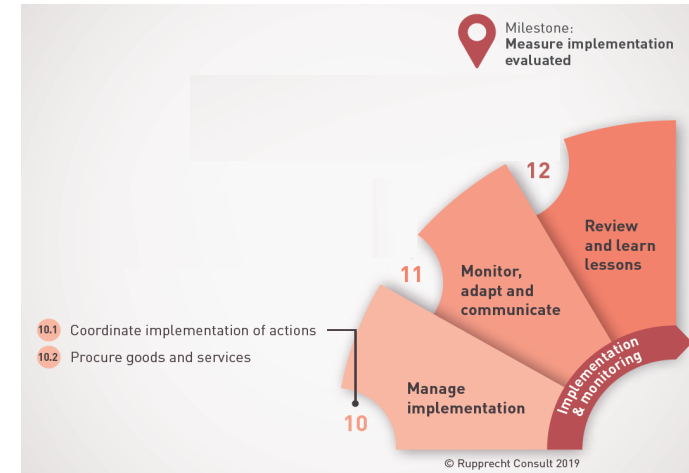 Milestone:
Measure implementation
evaluated
12
Review
and learn
lessons
11
Monitor,
adapt and
communicate
10.1 Coordinate implementation of actions
10.2 Procure goods and services
Manage
implementation
10
Implementation
& monitoring
© Rupprecht Consult 2019